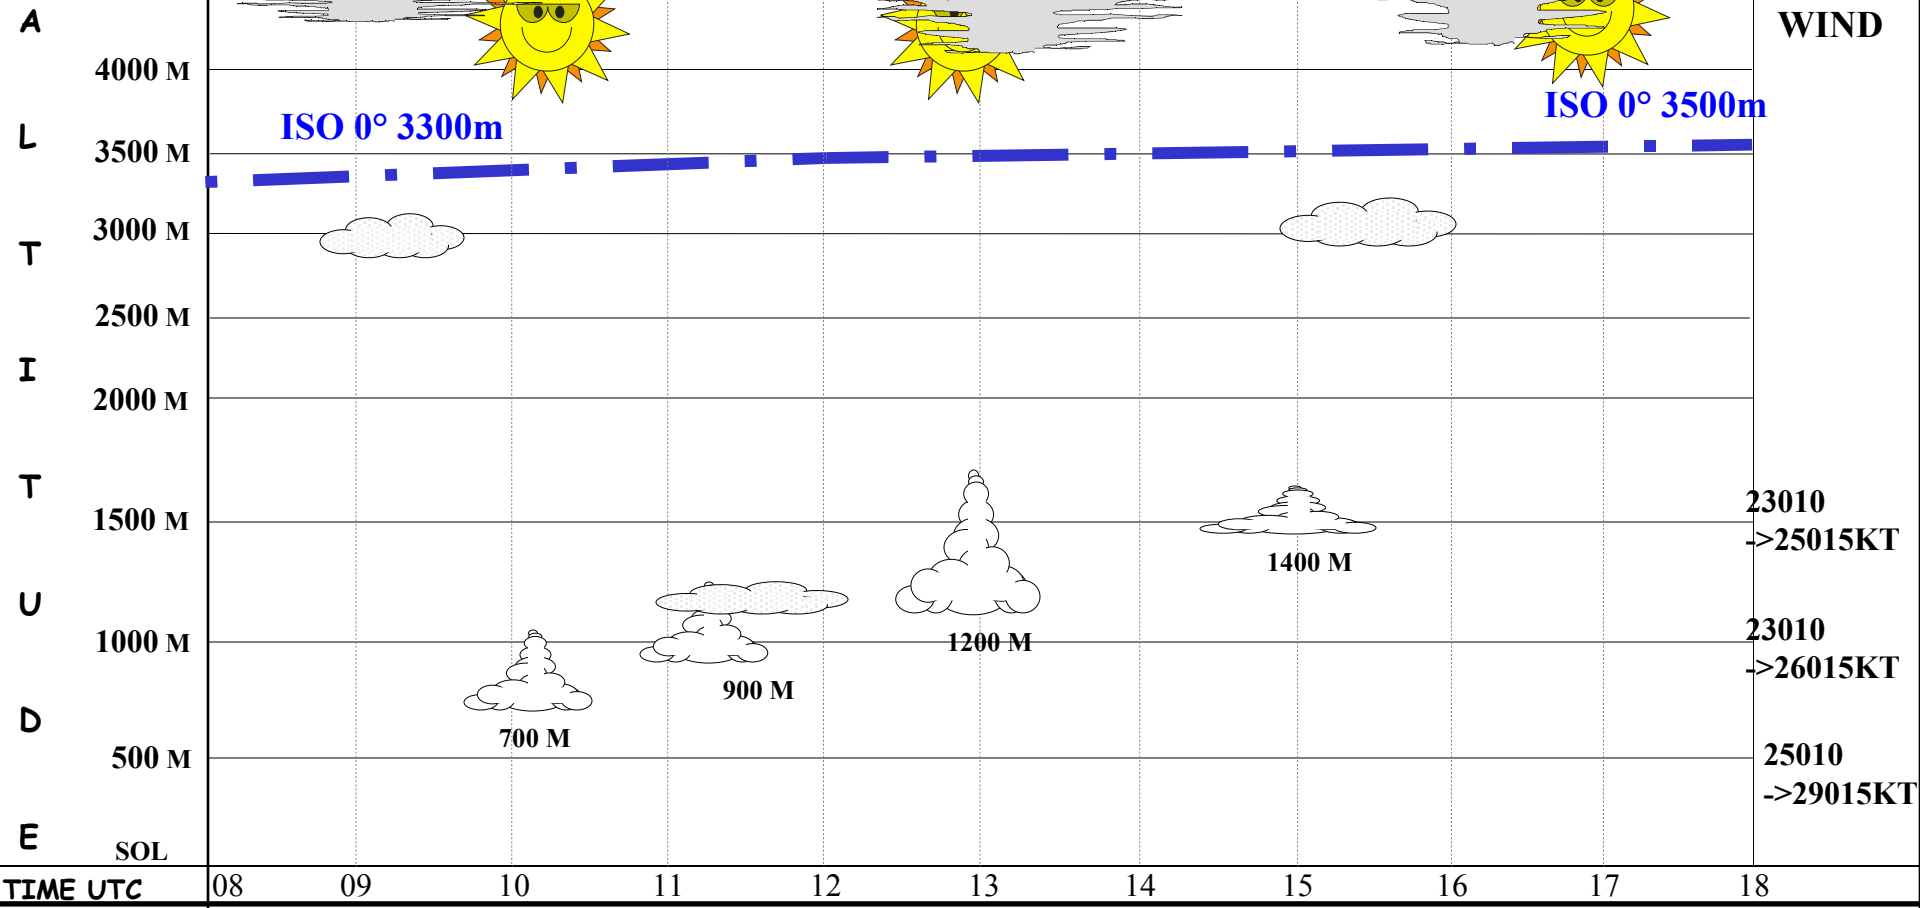 A
L
T
I
T
U
D
E
WIND
4000 M
ISO 0° 3300m
ISO 0° 3500m
3500 M
3000 M
2500 M
2000 M
1500 M
23010
->25015KT
1400 M
1000 M
1200 M
23010
->26015KT
900 M
700 M
500 M
25010
->29015KT
SOL
TIME UTC 08 09 10 11 12 13 14 15 16 17 18